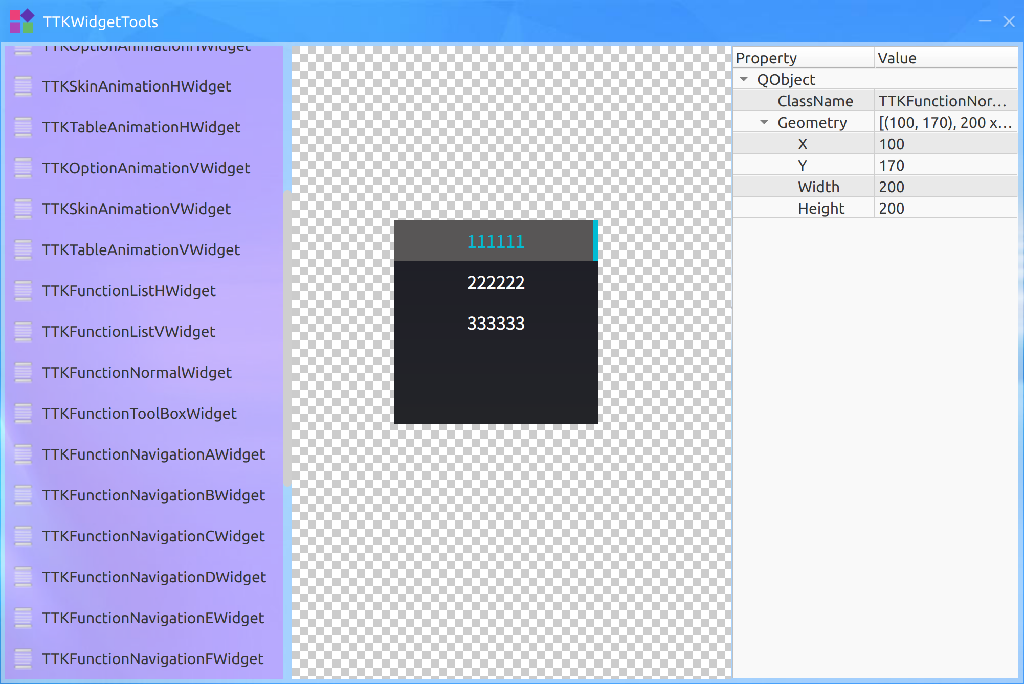 TTKWidgetTools
TTKOptionAnimationHWidget
TTKSkinAnimationHWidget
TTKTableAnimationHWidget
TTKOptionAnimationVWidget
TTKSkinAnimationVWidget
TTKTableAnimationVWidget
TTKFunctionListHWidget
TTKFunctionListVWidget
TTKFunctionNormalWidget
TTKFunctionToolBoxWidget
TTKFunctionNavigationAWidget
TTKFunctionNavigationBWidget
TTKFunctionNavigationCWidget
TTKFunctionNavigationDWidget
TTKFunctionNavigationEWidget
TTKFunctionNavigationFWidget
111111
222222
333333
Property Value
QObject
ClassName TTKFunctionNor...
Geometry [(100, 170), 200 x...
X 100
Y 170
Width 200
Height 200